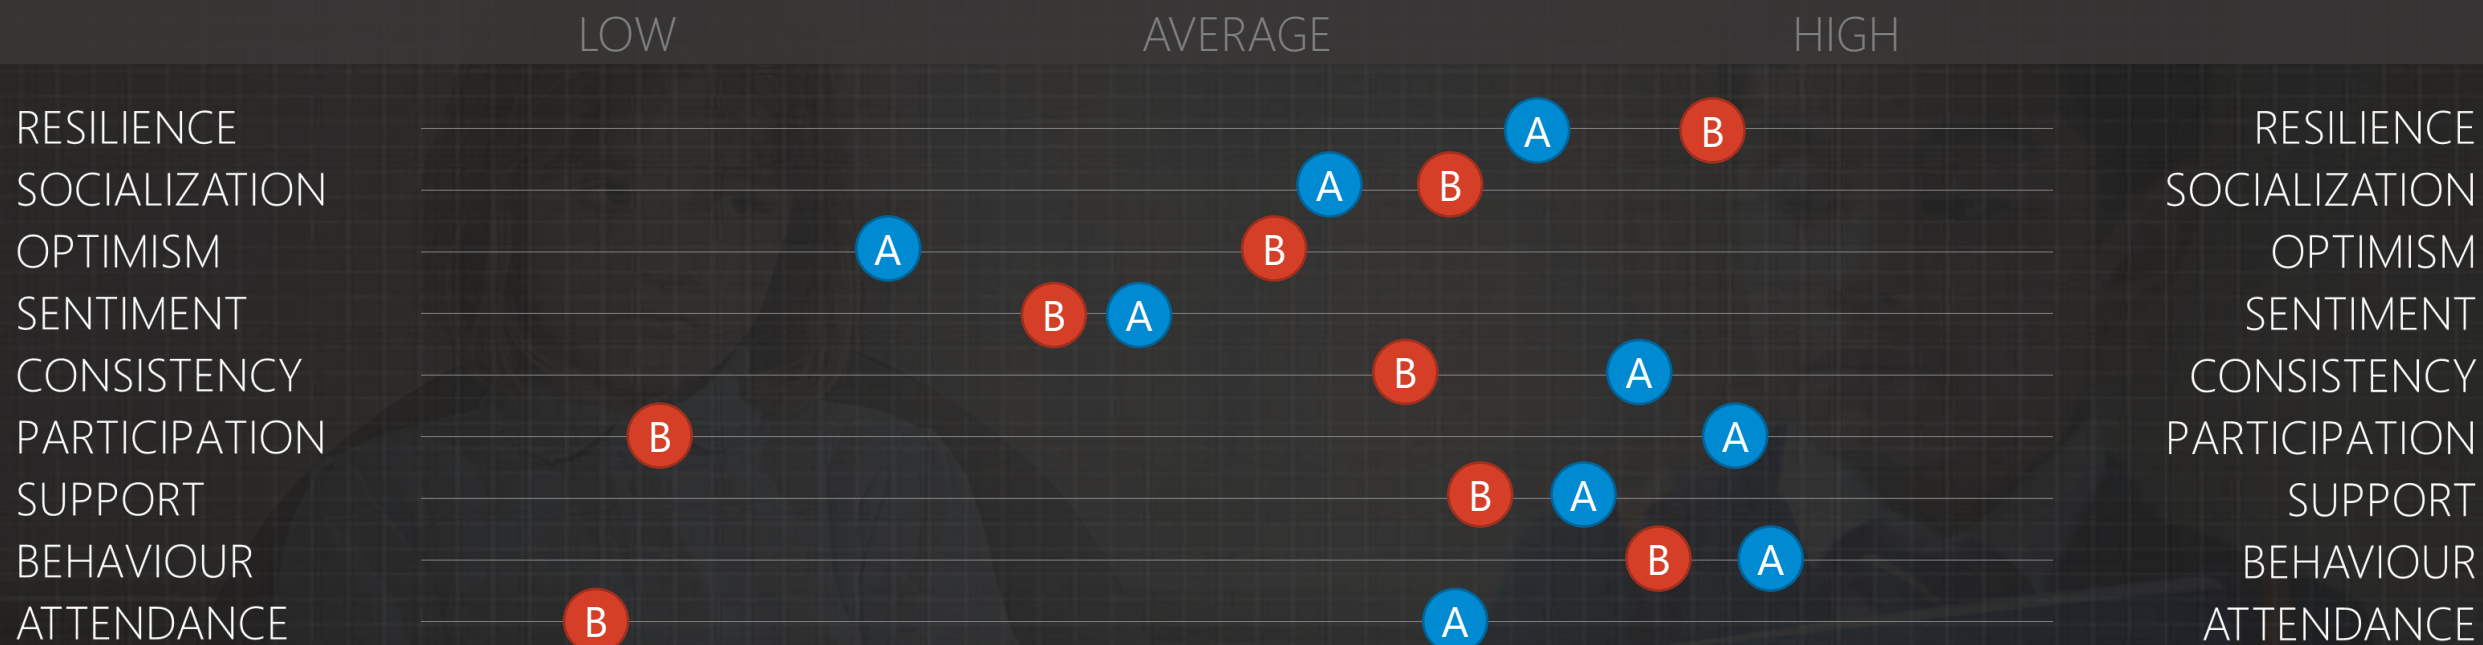 LOW AVERAGE HIGH
RESILIENCE A B RESILIENCE
SOCIALIZATION A B SOCIALIZATION
OPTIMISM A B OPTIMISM
SENTIMENT B A SENTIMENT
CONSISTENCY B A CONSISTENCY
PARTICIPATION B A PARTICIPATION
SUPPORT B A SUPPORT
BEHAVIOUR B A BEHAVIOUR
ATTENDANCE B A ATTENDANCE